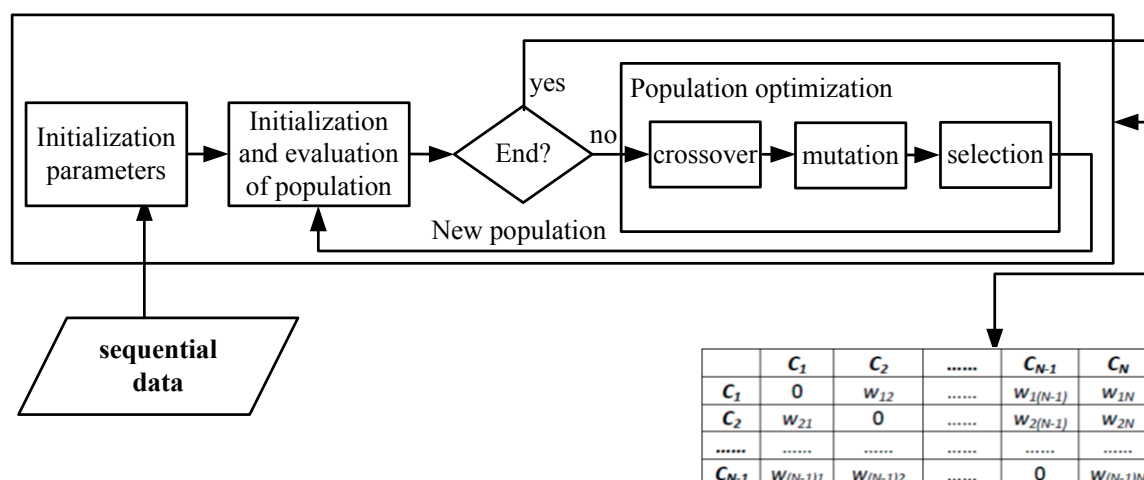 yes
Population optimization
Initialization
parameters
Initialization
and evaluation
of population
End?
no
crossover
mutation
selection
New population
sequential
data
C1 C2 ...... CN-1 CN
C1 0 w12 ...... w1(N-1) w1N
C2 w21 0 ...... w2(N-1) w2N
...... ...... ...... ...... ...... ......
CN-1 w(N-1)1 w(N-1)2 ...... 0 w(N-1)N